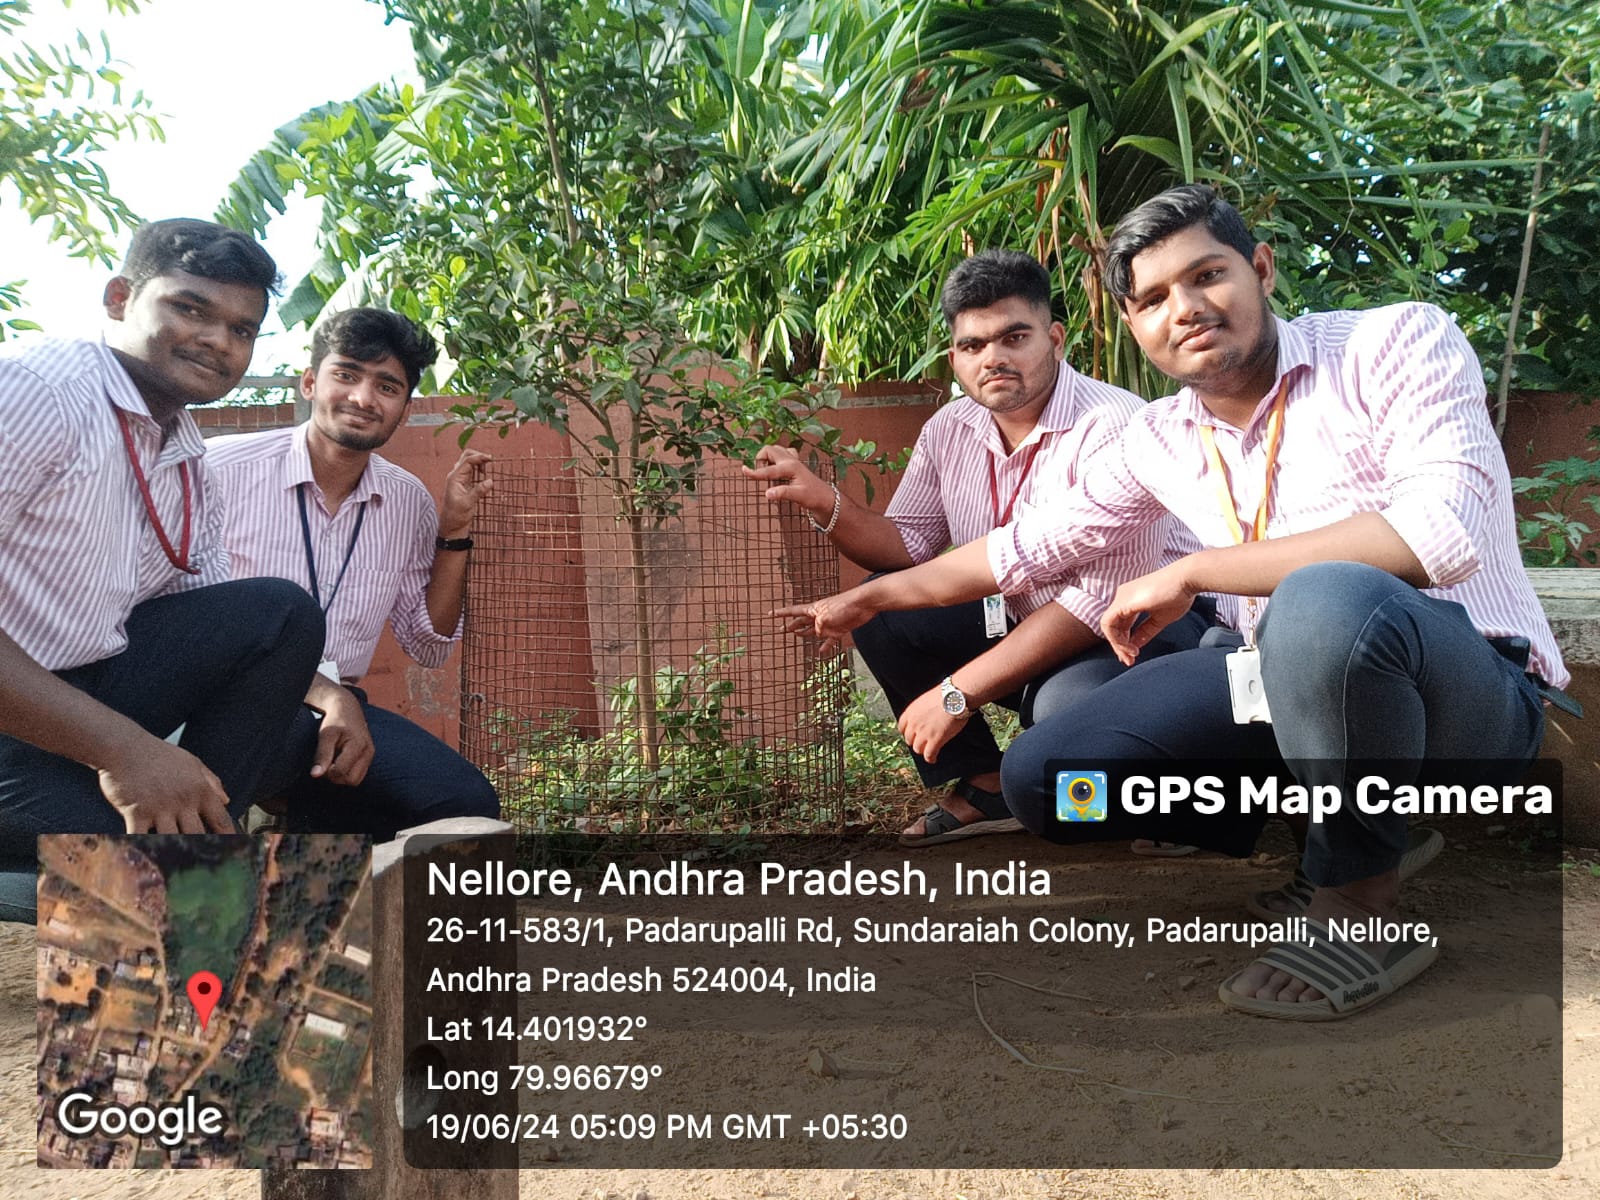 GPS Map Camera
Nellore, Andhra Pradesh, India
26-11-583/1, Padarupalli Rd, Sundaraiah Colony, Padarupalli, Nellore,
Andhra Pradesh 524004, India
Lat 14.401932°
Long 79.96679°
19/06/24 05:09 PM GMT +05:30
Google